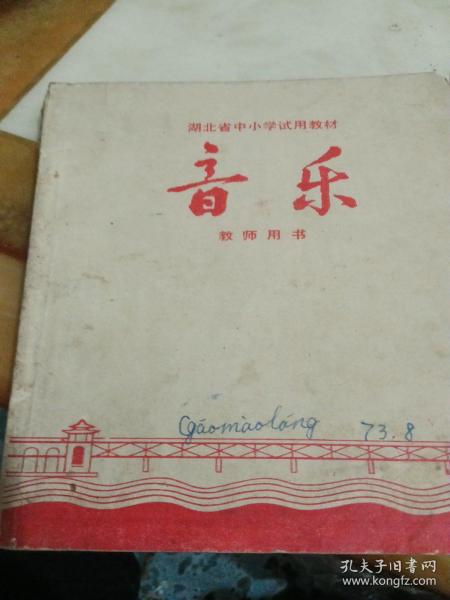 湖北省中小学试用教材
音乐
教师用书
gāomàoláng 73.8
孔夫子旧书网
www.kongfz.com